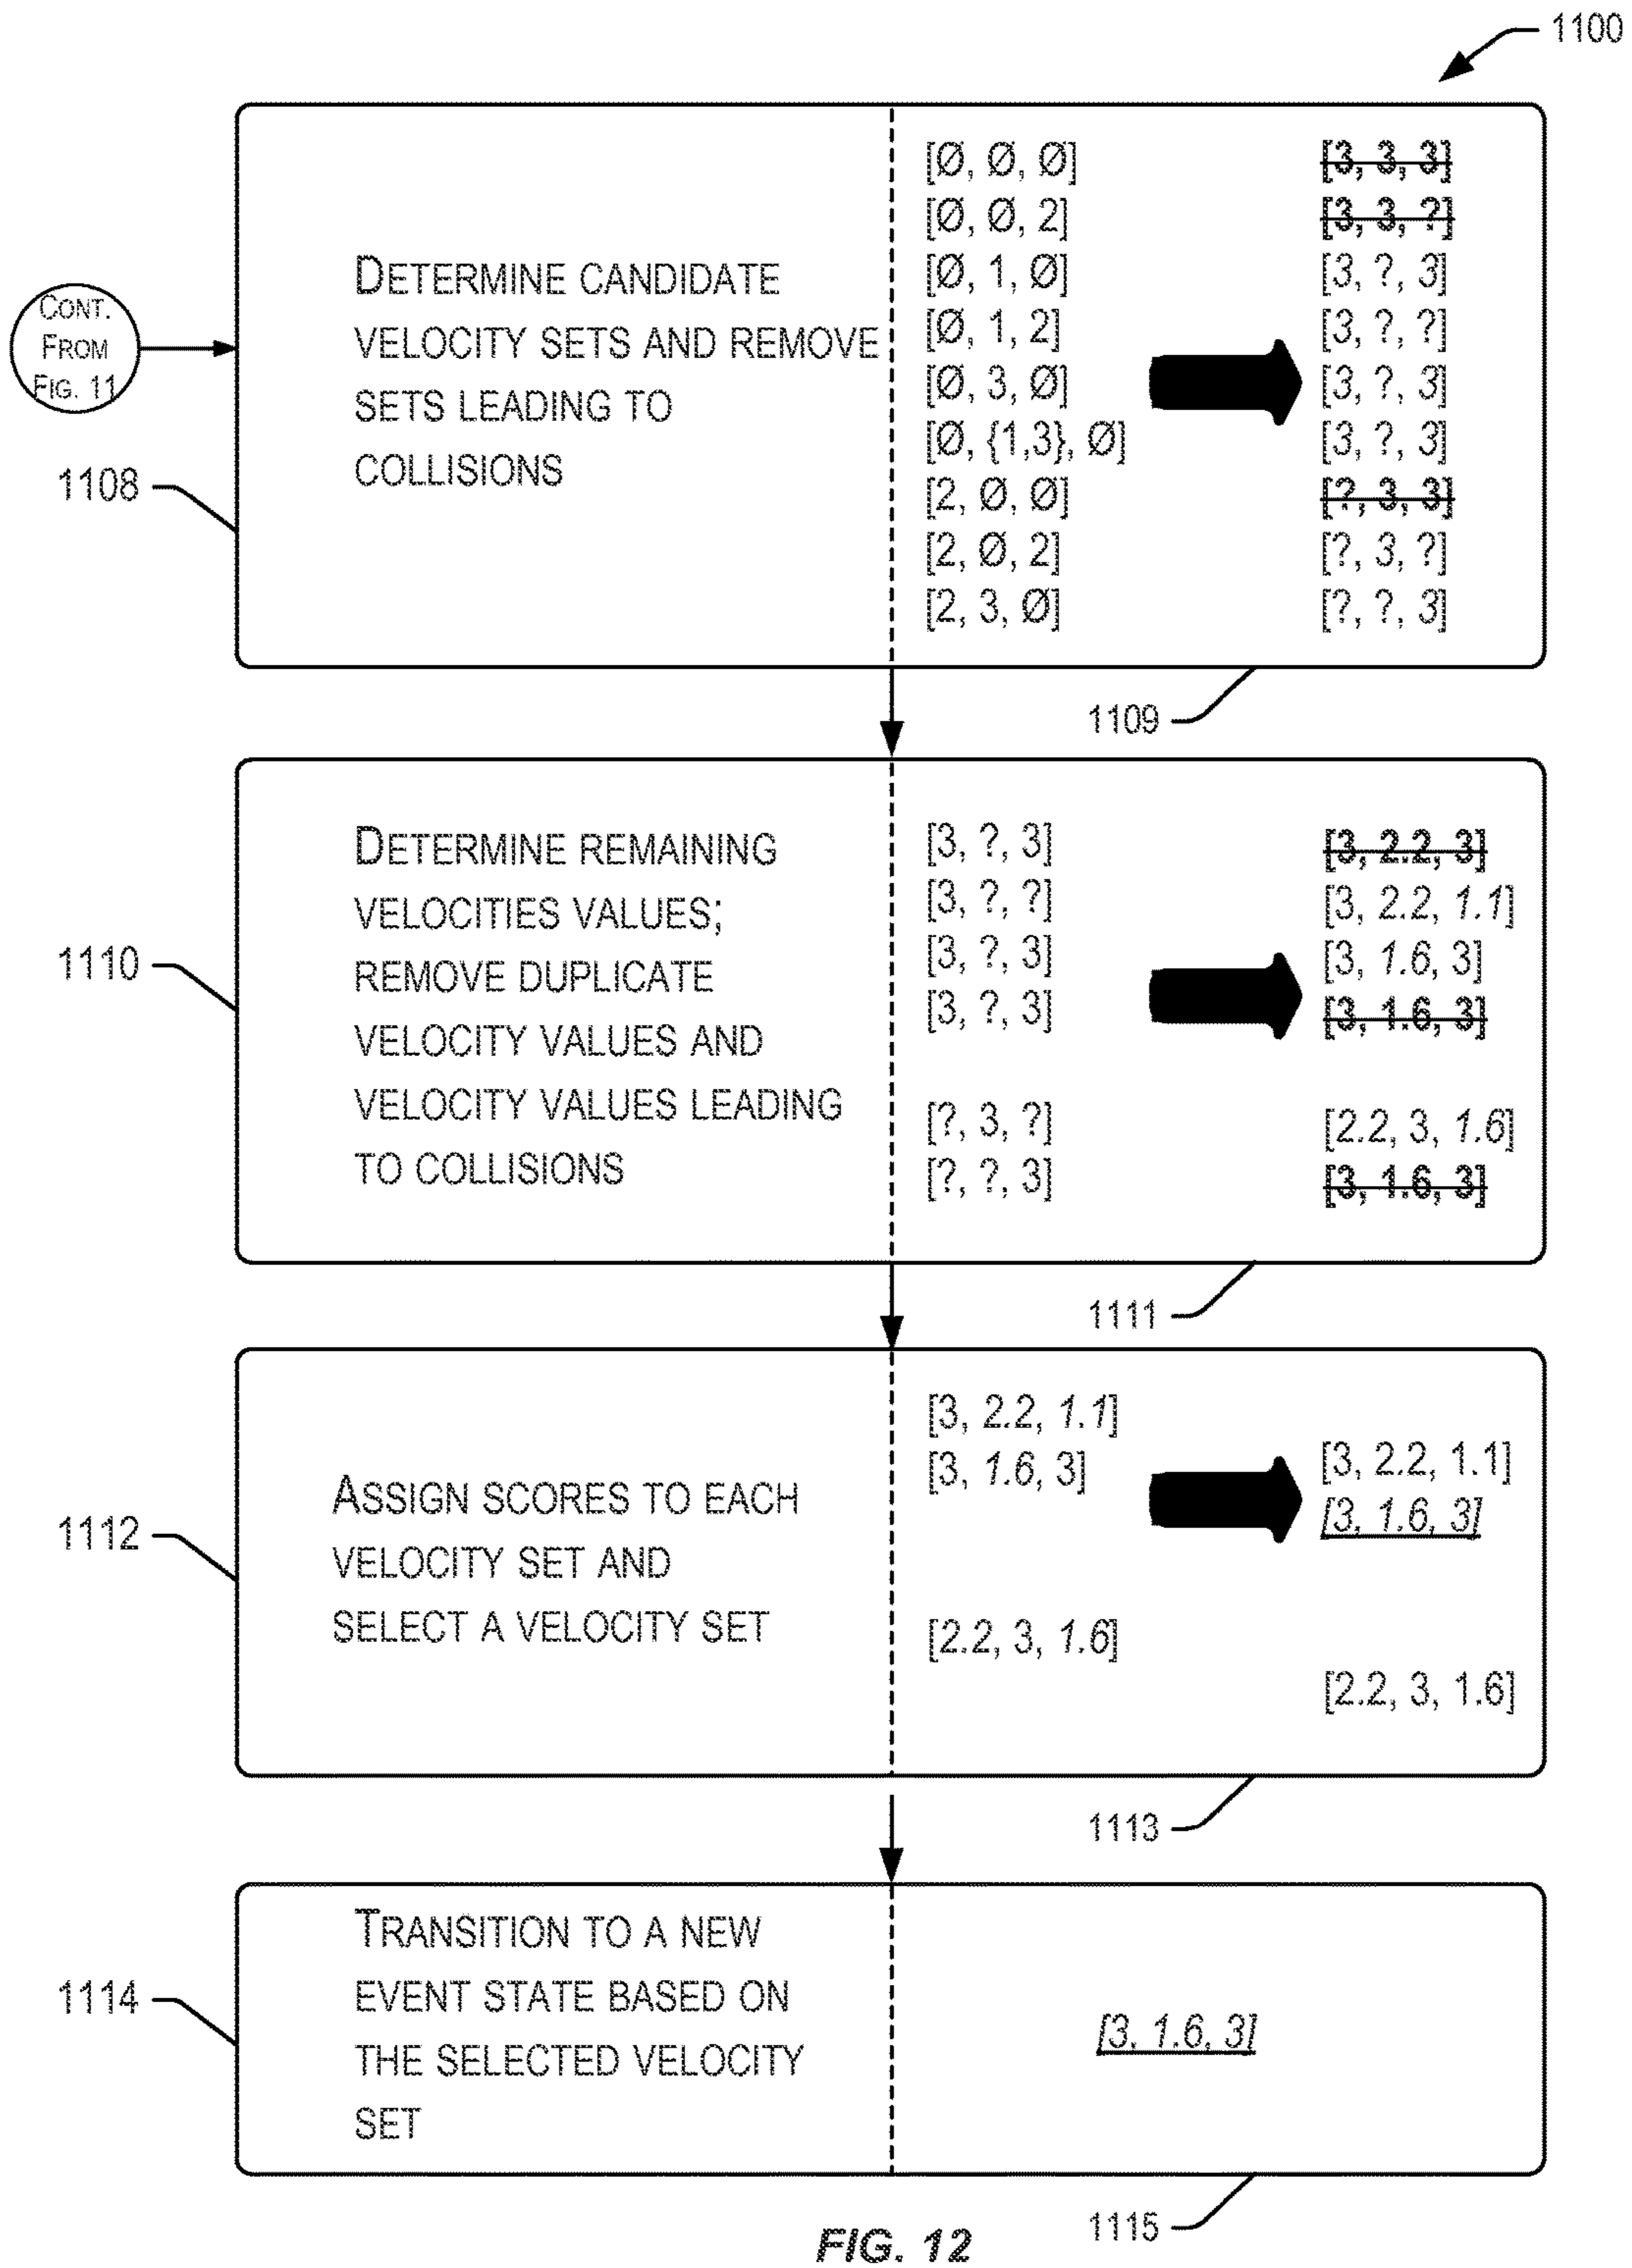 1100
CONT.
FROM
FIG. 11
DETERMINE CANDIDATE
VELOCITY SETS AND REMOVE
SETS LEADING TO
COLLISIONS
1108
[Ø, Ø, Ø]
[Ø, Ø, 2]
[Ø, 1, Ø]
[Ø, 1, 2]
[Ø, 3, Ø]
[Ø, {1,3}, Ø]
[2, Ø, Ø]
[2, Ø, 2]
[2, 3, Ø]
[3, 3, 3]
[3, 3, ?]
[3, ?, 3]
[3, ?, ?]
[3, ?, 3]
[3, ?, 3]
[?, 3, 3]
[?, 3, ?]
[?, ?, 3]
1109
DETERMINE REMAINING
VELOCITIES VALUES;
REMOVE DUPLICATE
VELOCITY VALUES AND
VELOCITY VALUES LEADING
TO COLLISIONS
1110
[3, ?, 3]
[3, ?, ?]
[3, ?, 3]
[3, ?, 3]
[?, 3, ?]
[?, ?, 3]
[3, 2.2, 3]
[3, 2.2, 1.1]
[3, 1.6, 3]
[3, 1.6, 3]
[2.2, 3, 1.6]
[3, 1.6, 3]
1111
ASSIGN SCORES TO EACH
VELOCITY SET AND
SELECT A VELOCITY SET
1112
[3, 2.2, 1.1]
[3, 1.6, 3]
[2.2, 3, 1.6]
[3, 2.2, 1.1]
[3, 1.6, 3]
[2.2, 3, 1.6]
1113
TRANSITION TO A NEW
EVENT STATE BASED ON
THE SELECTED VELOCITY
SET
1114
[3, 1.6, 3]
1115
FIG. 12